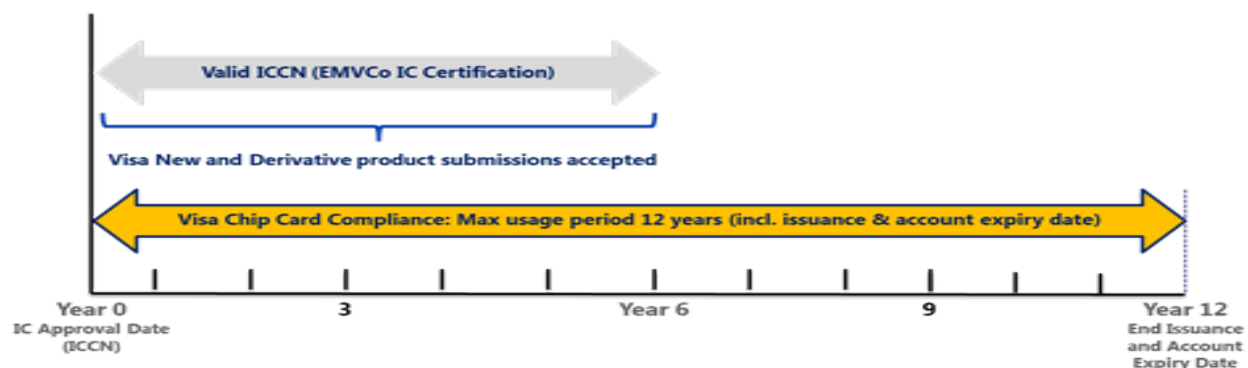 Valid ICCN (EMVCo IC Certification)
Visa New and Derivative product submissions accepted
Visa Chip Card Compliance: Max usage period 12 years (incl. issuance & account expiry date)
Year 0
3
Year 6
9
Year 12
IC Approval Date
(ICCN)
End Issuance
and Account
Expiry Date